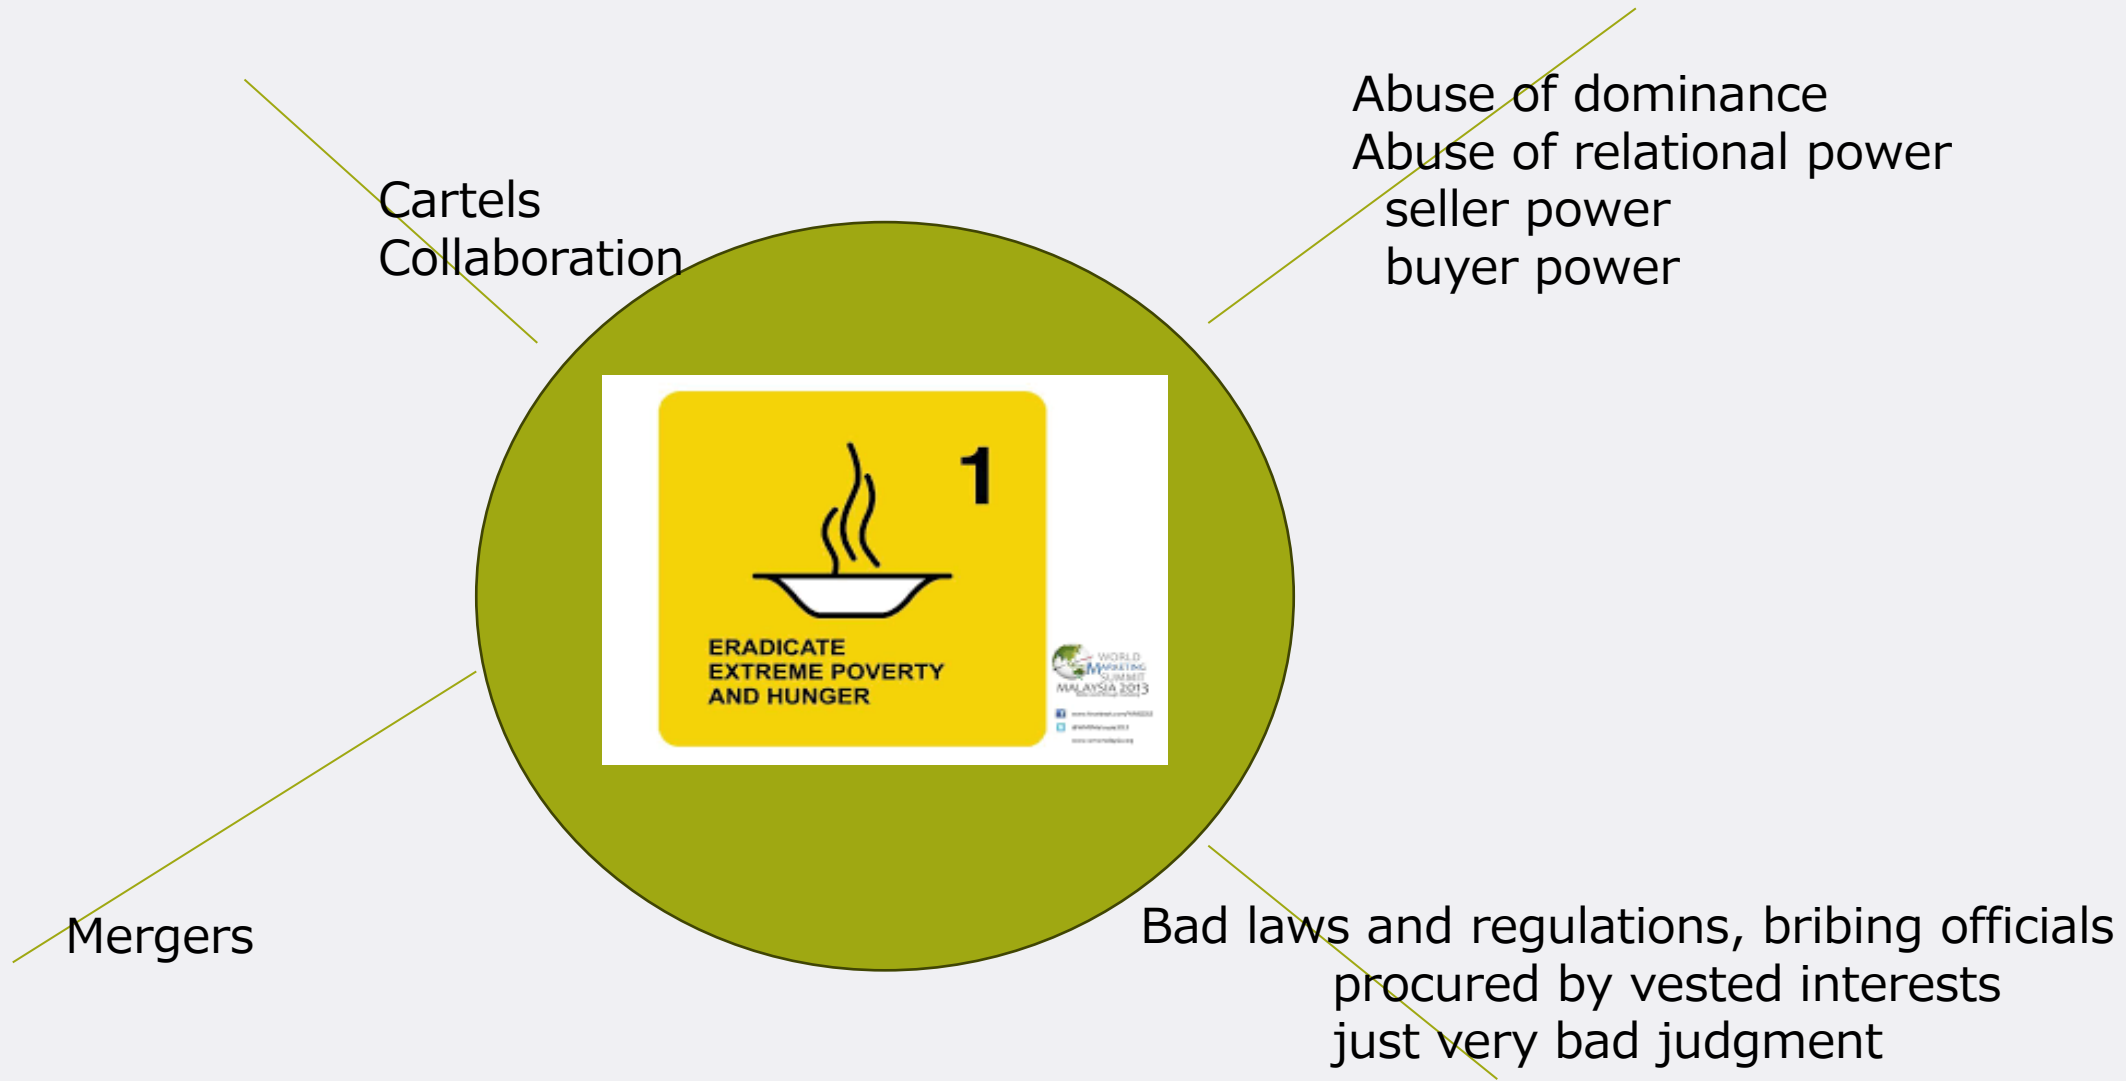 Abuse of dominance
Abuse of relational power
seller power
buyer power
Cartels
Collaboration
1
ERADICATE
EXTREME POVERTY
AND HUNGER
WORLD
MARKETING
SUMMIT
MALAYSIA 2013
Mergers
Bad laws and regulations, bribing officials
procured by vested interests
just very bad judgment